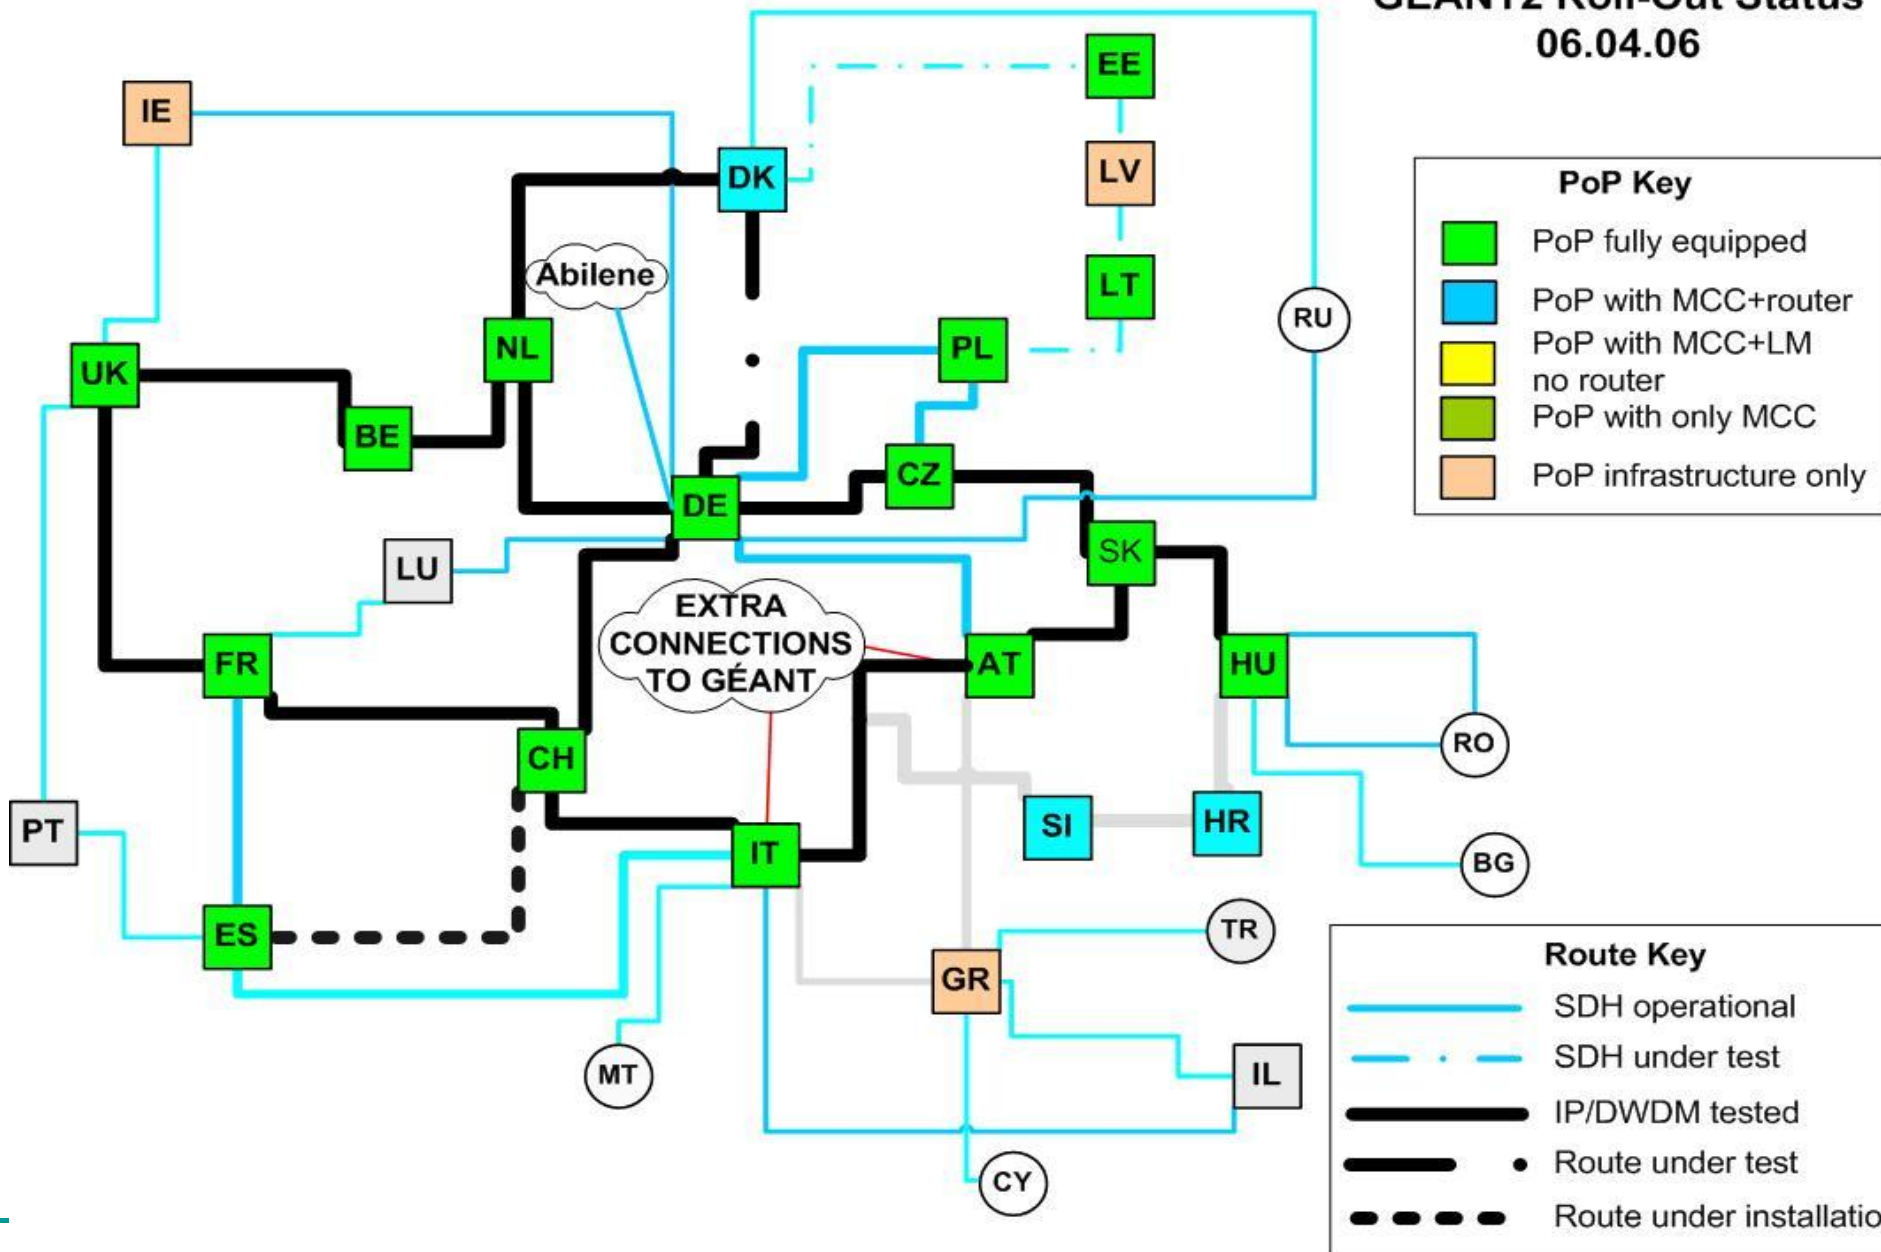 GEANT2 Roll-Out Status
06.04.06
EE
IE
LV
DK
PoP Key
PoP fully equipped
Abilene
LT
PoP with MCC+router
RU
NL
PL
PoP with MCC+LM
no router
UK
PoP with only MCC
BE
CZ
PoP infrastructure only
DE
SK
LU
EXTRA
CONNECTIONS
TO GÉANT
FR
AT
HU
CH
RO
PT
SI
HR
IT
BG
TR
ES
Route Key
GR
SDH operational
SDH under test
MT
IL
IP/DWDM tested
Route under test
CY
Route under installatio